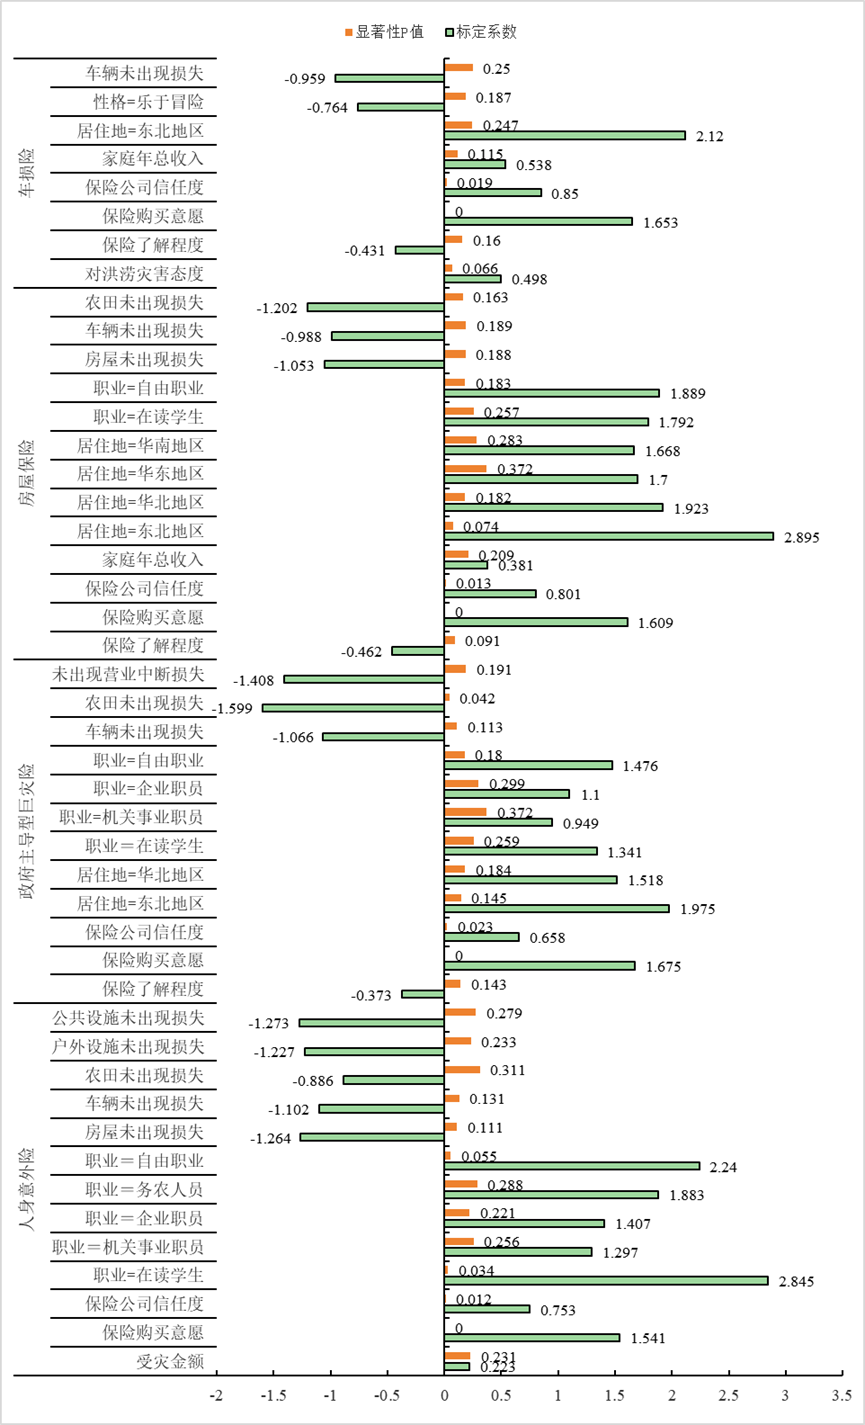 显著性P值 标定系数
车损险
车辆未出现损失 -0.959 0.25
性格=乐于冒险 -0.764 0.187
居住地=东北地区 0.247 2.12
家庭年总收入 0.115 0.538
保险公司信任度 0.019 0.85
保险购买意愿 0 1.653
保险了解程度 -0.431 0.16
对洪涝灾害态度 0.066 0.498
房屋保险
农田未出现损失 -1.202 0.163
车辆未出现损失 -0.988 0.189
房屋未出现损失 -1.053 0.188
职业=自由职业 0.183 1.889
职业=在读学生 0.257 1.792
居住地=华南地区 0.283 1.668
居住地=华东地区 0.372 1.7
居住地=华北地区 0.182 1.923
居住地=东北地区 0.074 2.895
家庭年总收入 0.209 0.381
保险公司信任度 0.013 0.801
保险购买意愿 0 1.609
保险了解程度 -0.462 0.091
政府主导型巨灾险
未出现营业中断损失 -1.408 0.191
农田未出现损失 -1.599 0.042
车辆未出现损失 -1.066 0.113
职业=自由职业 0.18 1.476
职业=企业职员 0.299 1.1
职业=机关事业职员 0.372 0.949
职业＝在读学生 0.259 1.341
居住地=华北地区 0.184 1.518
居住地=东北地区 0.145 1.975
保险公司信任度 0.023 0.658
保险购买意愿 0 1.675
保险了解程度 -0.373 0.143
人身意外险
公共设施未出现损失 -1.273 0.279
户外设施未出现损失 -1.227 0.233
农田未出现损失 -0.886 0.311
车辆未出现损失 -1.102 0.131
房屋未出现损失 -1.264 0.111
职业＝自由职业 0.055 2.24
职业＝务农人员 0.288 1.883
职业＝企业职员 0.221 1.407
职业＝机关事业职员 0.256 1.297
职业=在读学生 0.034 2.845
保险公司信任度 0.012 0.753
保险购买意愿 0 1.541
受灾金额 0.231 0.223
-2 -1.5 -1 -0.5 0 0.5 1 1.5 2 2.5 3 3.5